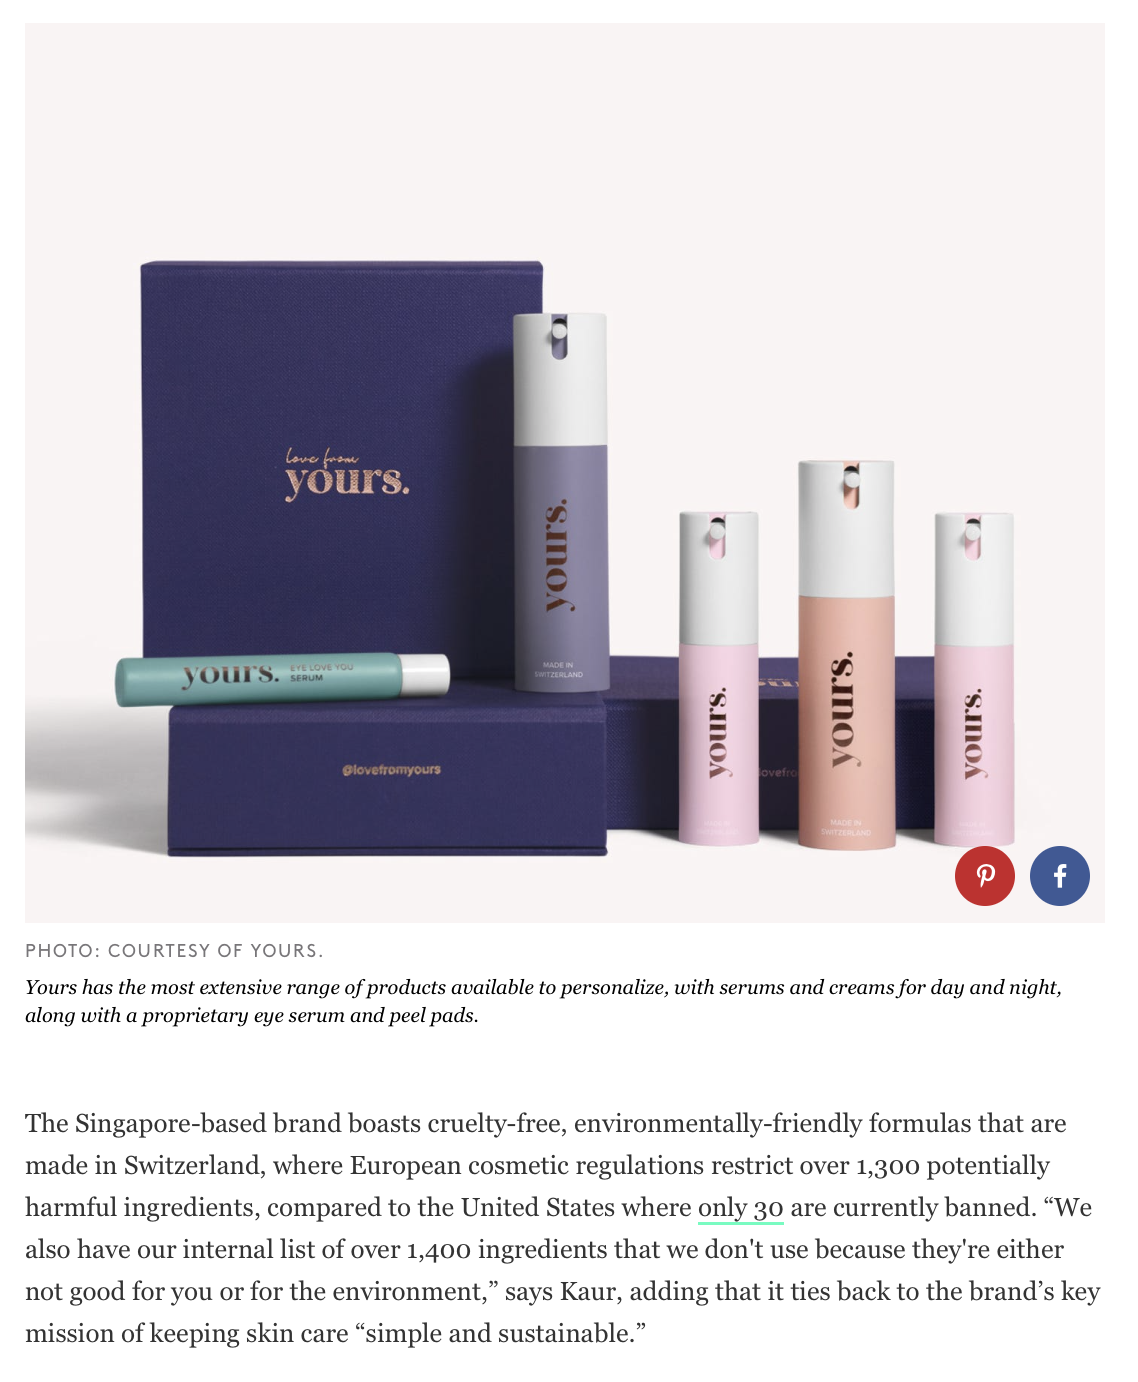 love from
yours.
yours.
yours. EYE LOVE YOU
SERUM
MADE IN
SWITZERLAND
yours.
yours.
yours.
@lovefromyours
lovefro
MADE IN
SWITZERLAND
PHOTO: COURTESY OF YOURS.
Yours has the most extensive range of products available to personalize, with serums and creams for day and night,
along with a proprietary eye serum and peel pads.
The Singapore-based brand boasts cruelty-free, environmentally-friendly formulas that are
made in Switzerland, where European cosmetic regulations restrict over 1,300 potentially
harmful ingredients, compared to the United States where only 30 are currently banned. “We
also have our internal list of over 1,400 ingredients that we don't use because they're either
not good for you or for the environment,” says Kaur, adding that it ties back to the brand’s key
mission of keeping skin care “simple and sustainable.”